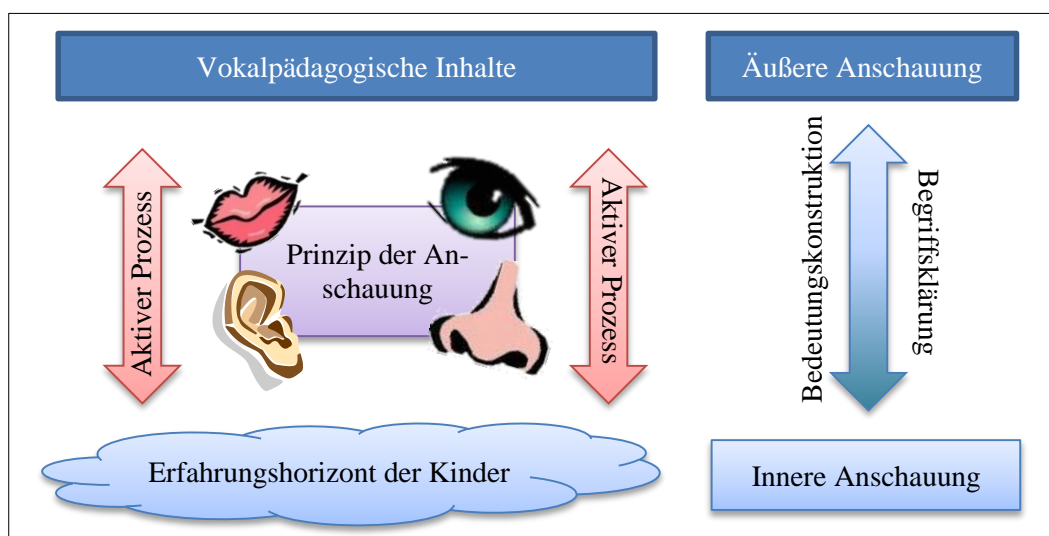 Vokalpädagogische Inhalte
Äußere Anschauung
Aktiver Prozess
Prinzip der An-
schauung
Aktiver Prozess
Bedeutungskonstruktion
Begriffsklärung
Erfahrungshorizont der Kinder
Innere Anschauung